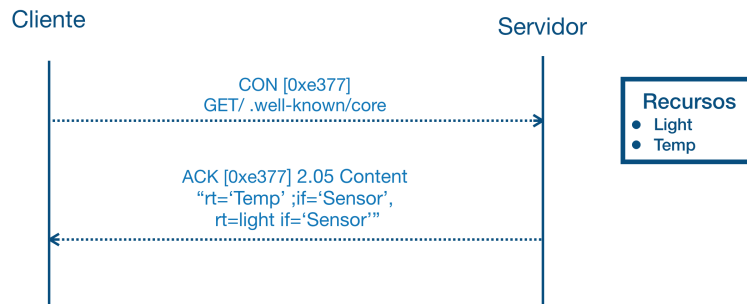 Cliente
Servidor
CON [0xe377]
GET/ .well-known/core
Recursos
● Light
● Temp
ACK [0xe377] 2.05 Content
“rt=‘Temp’ ;if=‘Sensor’,
rt=light if=‘Sensor’”